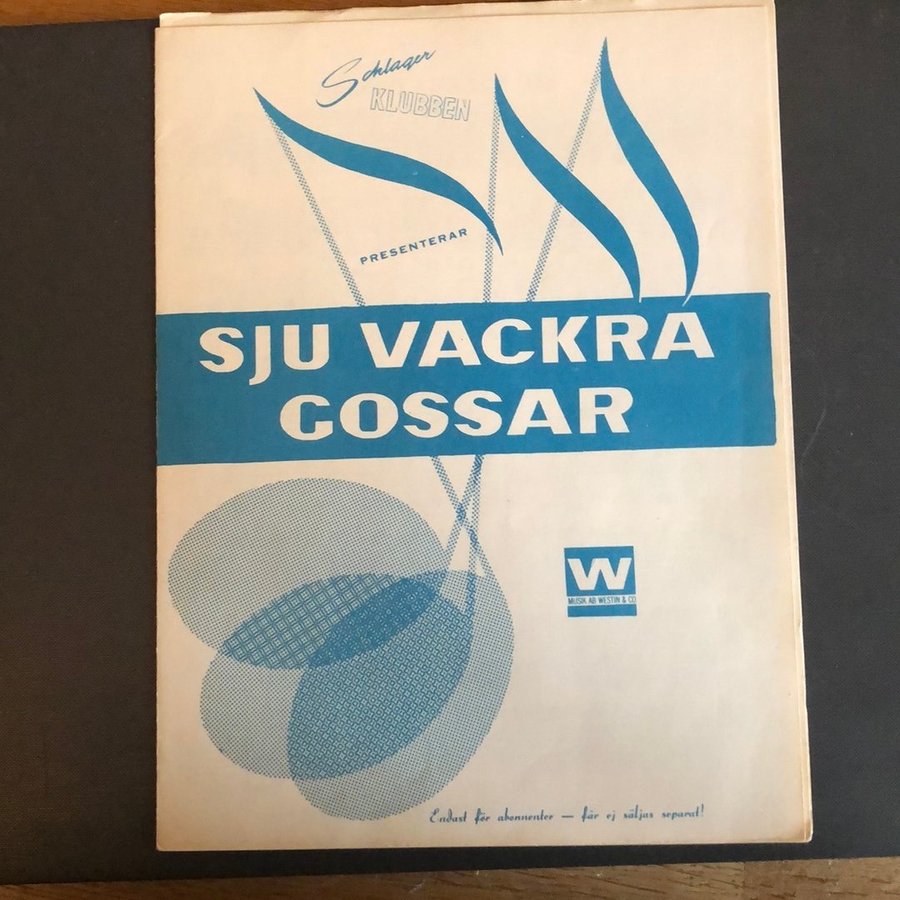 Schlager
KLUBBEN
PRESENTERAR
SJU VACKRA
GOSSAR
W
MUSIK AB WESTIN & CO
Endast för abonnenter — får ej säljas separat!